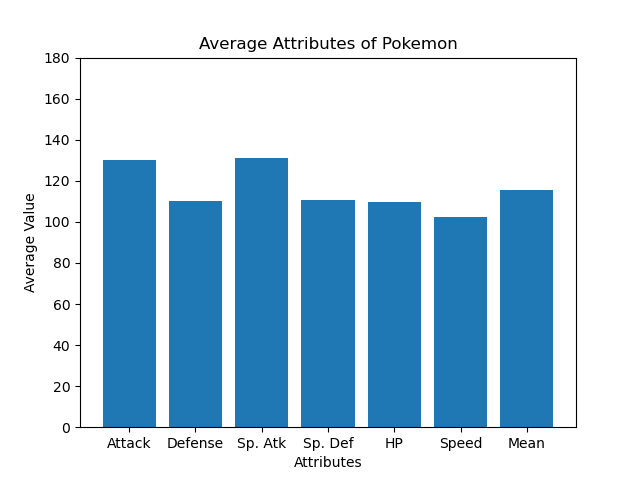 Average Attributes of Pokemon
180
160
140
120
100
80
60
40
20
0
Average Value
Attack Defense Sp. Atk Sp. Def HP Speed Mean
Attributes